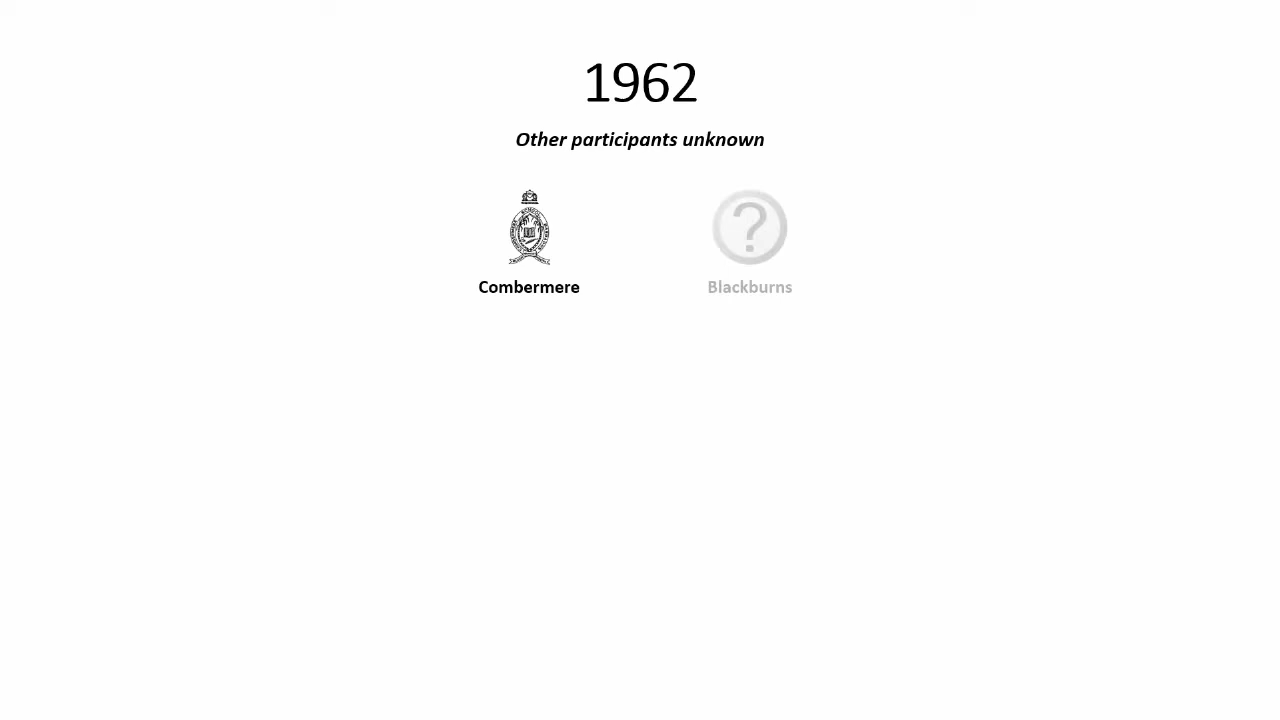 1962
Other participants unknown
?
Combermere
Blackburns